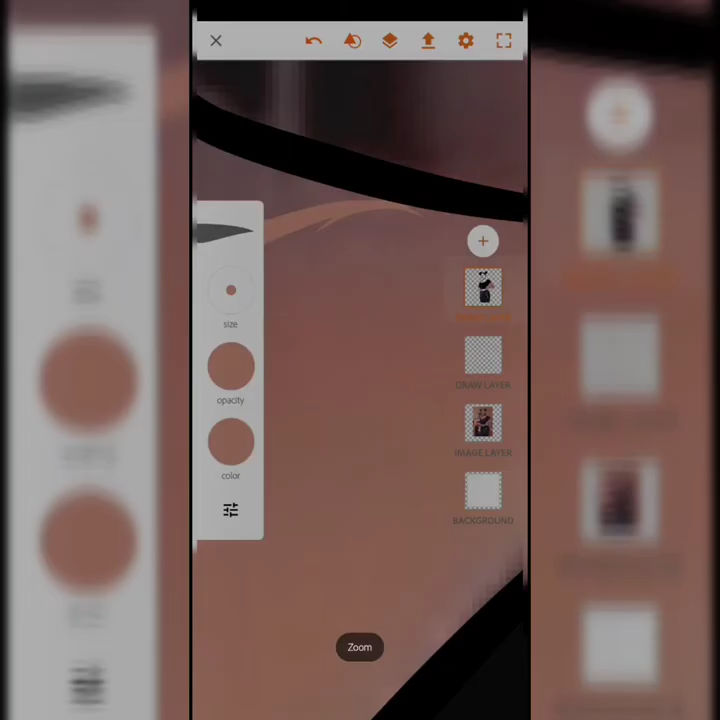 size
opacity
DRAW LAYER
color
IMAGE LAYER
BACKGROUND
Zoom